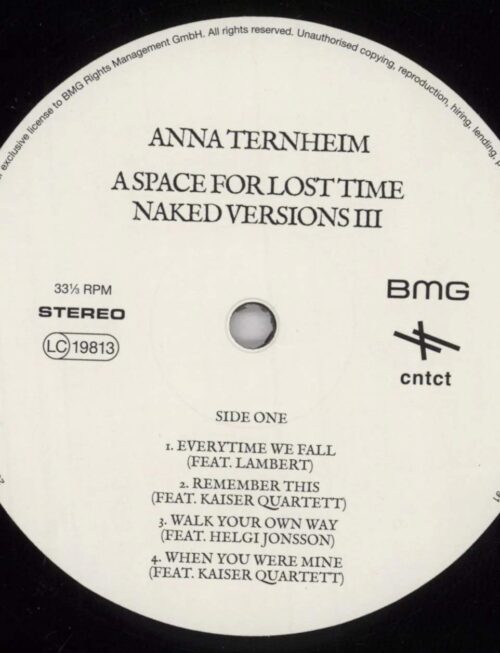 exclusive license to BMG Rights Management GmbH. All rights reserved. Unauthorised copying, reproduction, hiring, lending,
ANNA TERNHEIM
A SPACE FOR LOST TIME
NAKED VERSIONS III
33⅓ RPM
STEREO
LC 19813
BMG
cntct
SIDE ONE
1. EVERYTIME WE FALL
(FEAT. LAMBERT)
2. REMEMBER THIS
(FEAT. KAISER QUARTETT)
3. WALK YOUR OWN WAY
(FEAT. HELGI JONSSON)
4. WHEN YOU WERE MINE
(FEAT. KAISER QUARTETT)